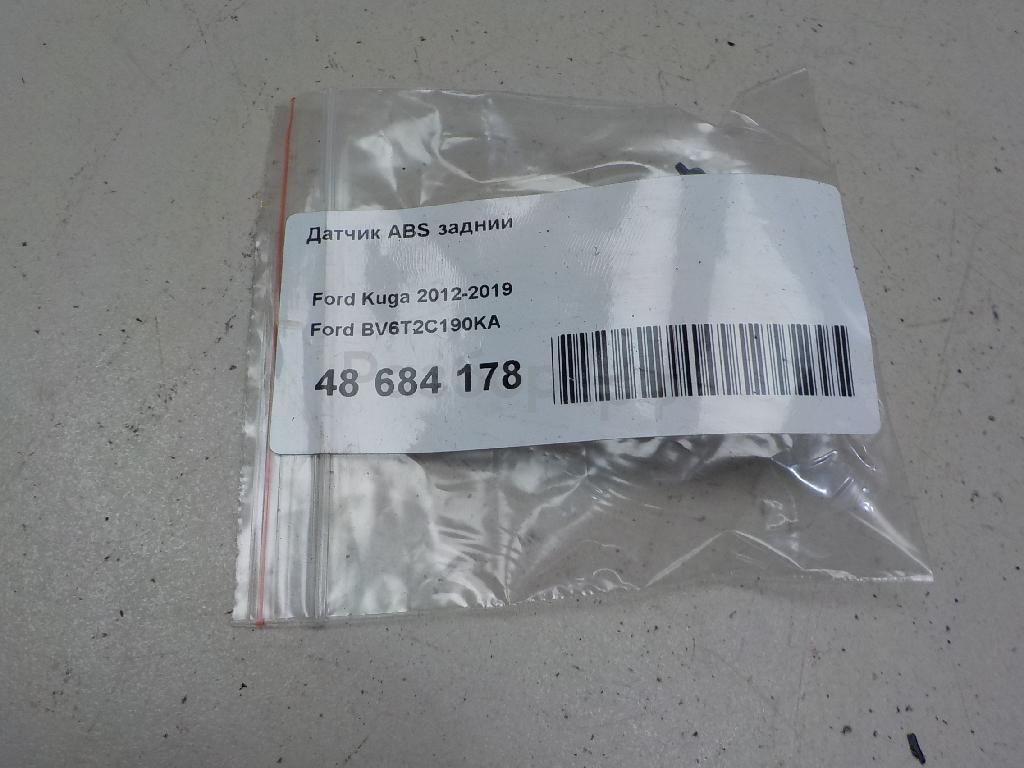 Датчик ABS задний
Ford Kuga 2012-2019
Ford BV6T2C190KA
48 684 178